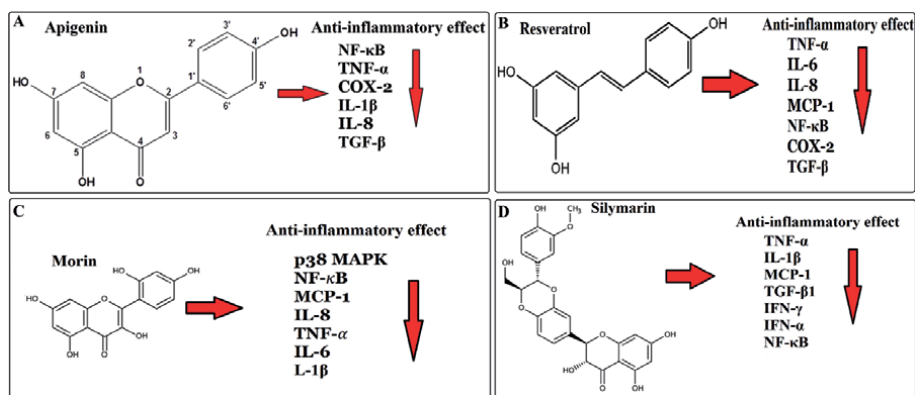 A
Apigenin
Anti-inflammatory effect
NF-κB
TNF-α
COX-2
IL-1β
IL-8
TGF-β
HO
7
8
O
1
2
1'
2'
3'
4'
OH
5'
6'
6
5
4
3
OH
O
B
Resveratrol
Anti-inflammatory effect
TNF-α
IL-6
IL-8
MCP-1
NF-κB
COX-2
TGF-β
OH
HO
OH
C
Morin
Anti-inflammatory effect
p38 MAPK
NF-κB
MCP-1
IL-8
TNF-α
IL-6
L-1β
HO
OH
HO
O
OH
OH
O
D
Silymarin
Anti-inflammatory effect
TNF-α
IL-1β
MCP-1
TGF-β1
IFN-γ
IFN-α
NF-κB
OH
O
CH₃
HO
O
O
O
OH
HO
O
OH